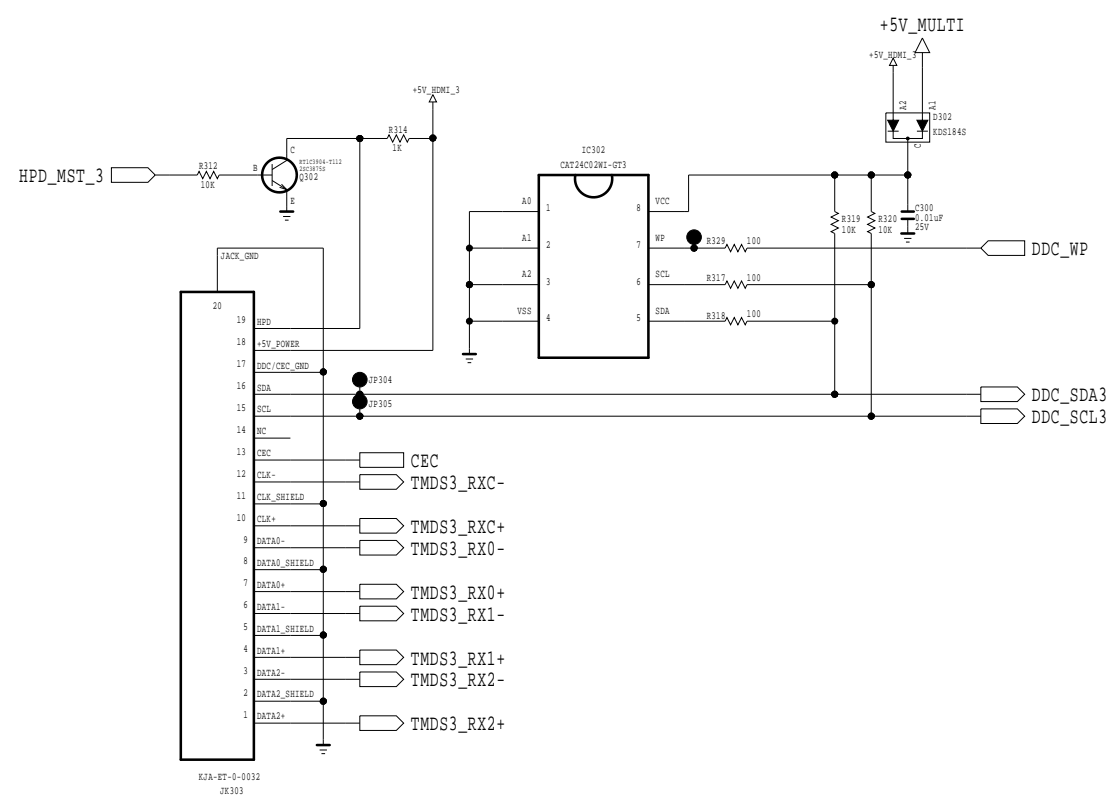 +5V_MULTI
+5V_HDMI_3
A2
A1
D302
KDS184S
C
+5V_HDMI_3
R314
1K
HPD_MST_3
R312
10K
B
C
E
2SC3875S
Q302
IC302
CAT24C02WI-GT3
A0
1
8
VCC
A1
2
7
WP
A2
3
6
SCL
VSS
4
5
SDA
R319
10K
R320
10K
C300
0.01uF
25V
R329
100
DDC_WP
R317
100
R318
100
JACK_GND
20
19
HPD
18
+5V_POWER
17
DDC/CEC_GND
16
SDA
JP304
DDC_SDA3
15
SCL
JP305
DDC_SCL3
14
NC
13
CEC
CEC
12
CLK-
TMDS3_RXC-
11
CLK_SHIELD
10
CLK+
TMDS3_RXC+
9
DATA0-
TMDS3_RX0-
8
DATA0_SHIELD
7
DATA0+
TMDS3_RX0+
6
DATA1-
TMDS3_RX1-
5
DATA1_SHIELD
4
DATA1+
TMDS3_RX1+
3
DATA2-
TMDS3_RX2-
2
DATA2_SHIELD
1
DATA2+
TMDS3_RX2+
KJA-ET-0-0032
JK303